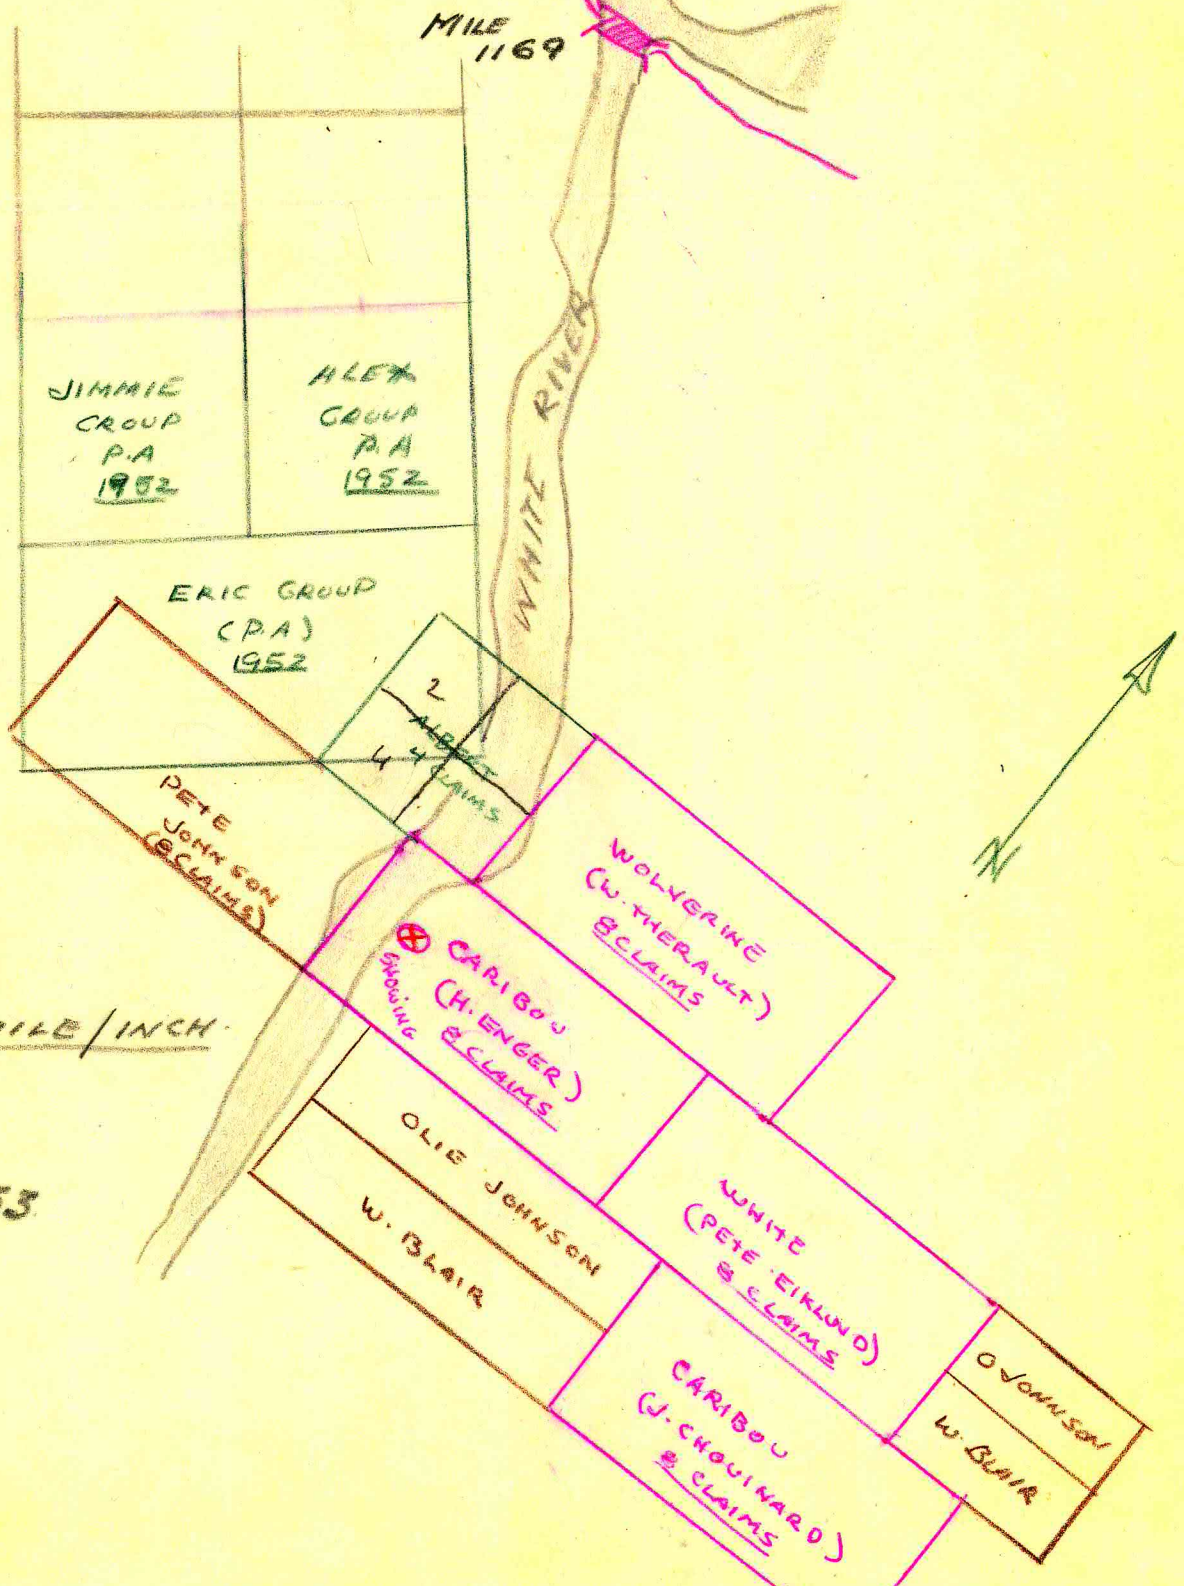 MILE
1169
WHITE RIVER
JIMMIE
GROUP
P.A
1952
ALEX
GROUP
P.A
1952
ERIC GROUP
(P.A)
1952
2
4
ALBERT
4 CLAIMS
N
PETE
JOHNSON
(8 CLAIMS)
WOLVERINE
(W. THERAULT)
8 CLAIMS
CARIBOU
(H. ENGER)
8 CLAIMS
SHOWING
MILE/INCH.
53
OLIE JOHNSON
W. BLAIR
WHITE
(PETE EIKLUND)
8 CLAIMS
CARIBOU
(J. CHOUINARD)
8 CLAIMS
O JOHNSON
W. BLAIR